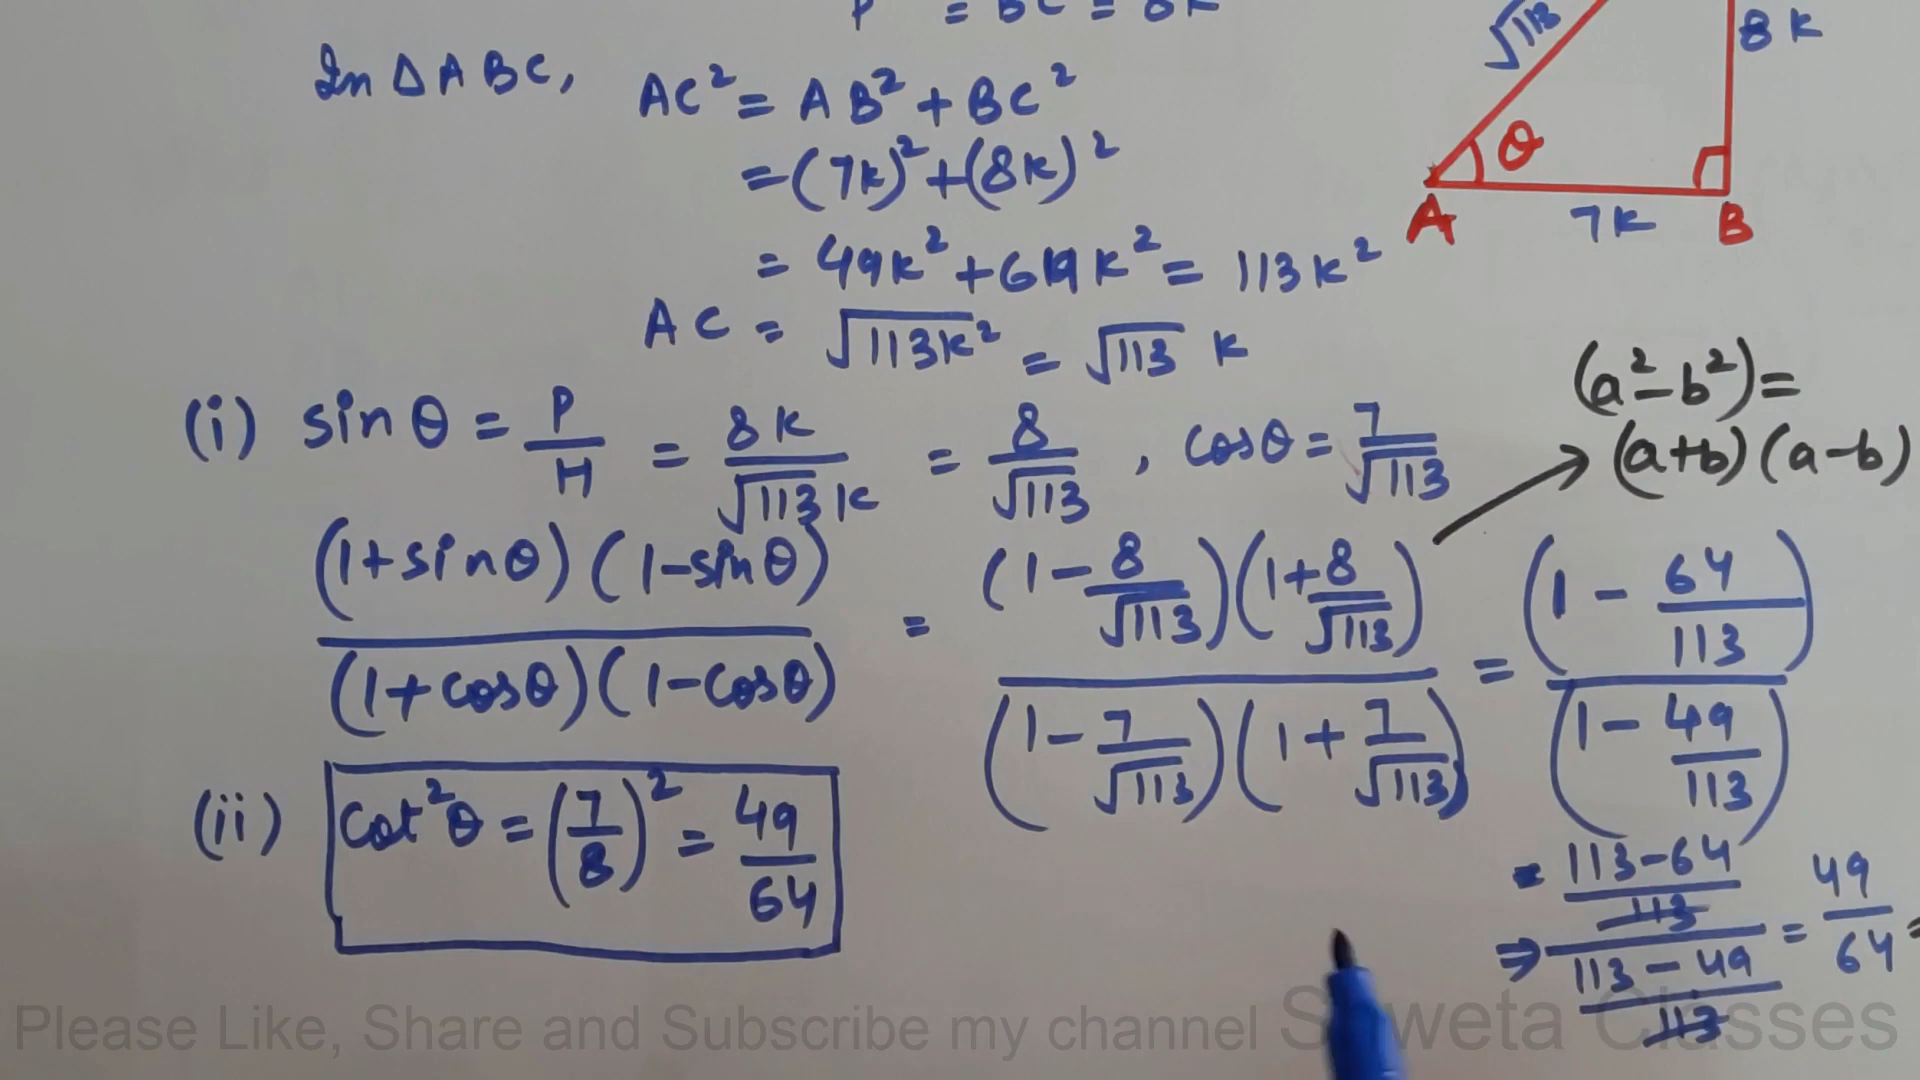 P = BC = 8K
In Δ ABC, AC² = AB² + BC²
= (7k)² + (8k)²
= 49k² + 64k² = 113k²
AC = √113k² = √113 k
√113
8k
θ
A 7k B
(i) sinθ = P/H = 8k/√113k = 8/√113 , cosθ = 7/√113
(a²-b²) =
(a+b)(a-b)
(1+sinθ)(1-sinθ)/(1+cosθ)(1-cosθ) = (1-8/√113)(1+8/√113)/(1-7/√113)(1+7/√113) = (1-64/113)/(1-49/113)
⇒ = (113-64/113)/(113-49/113) = 49/64 =
(ii) cot²θ = (7/8)² = 49/64
Please Like, Share and Subscribe my channel Saweta Classes